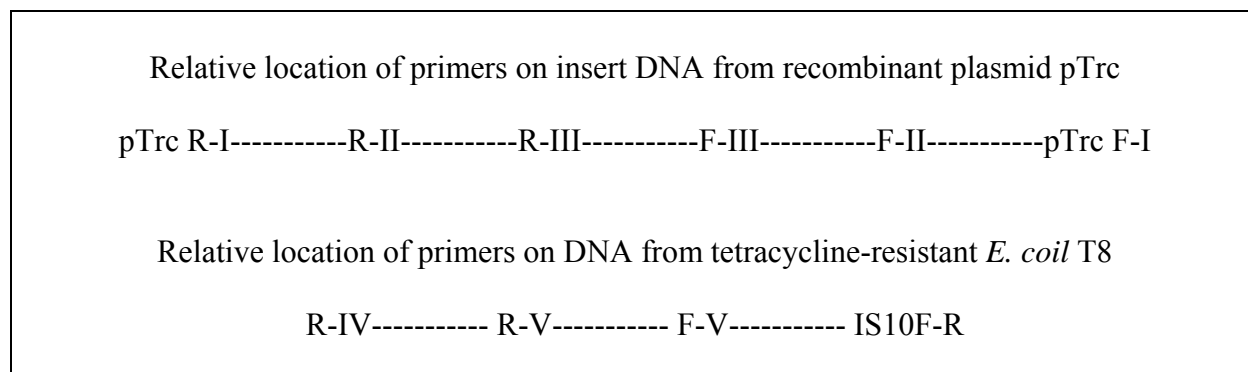 Relative location of primers on insert DNA from recombinant plasmid pTrc
pTrc R-I-----------R-II-----------R-III-----------F-III-----------F-II-----------pTrc F-I
Relative location of primers on DNA from tetracycline-resistant E. coil T8
R-IV----------- R-V----------- F-V----------- IS10F-R